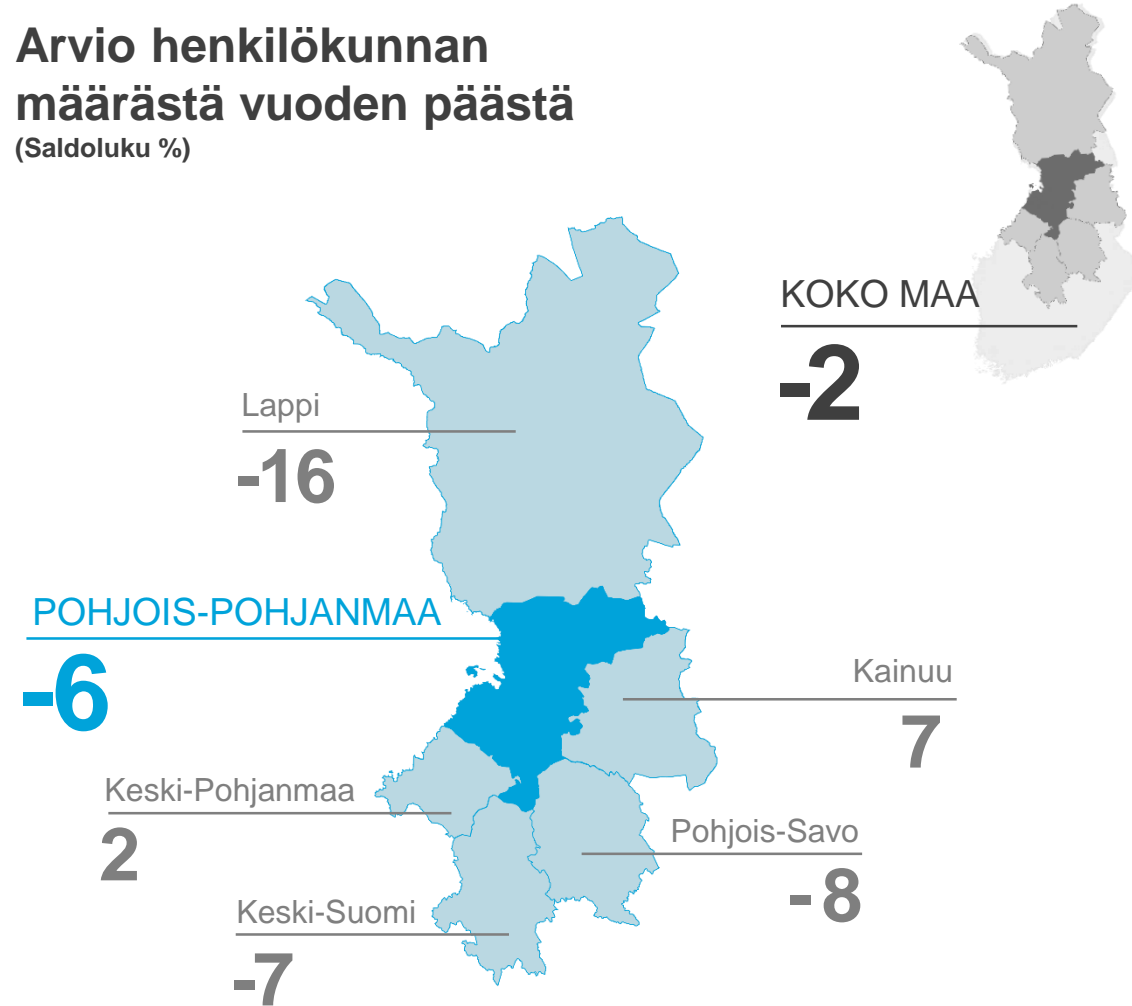 Arvio henkilökunnan
määrästä vuoden päästä
(Saldoluku %)
KOKO MAA
-2
Lappi
-16
POHJOIS-POHJANMAA
-6
Kainuu
7
Keski-Pohjanmaa
2
Pohjois-Savo
-8
Keski-Suomi
-7